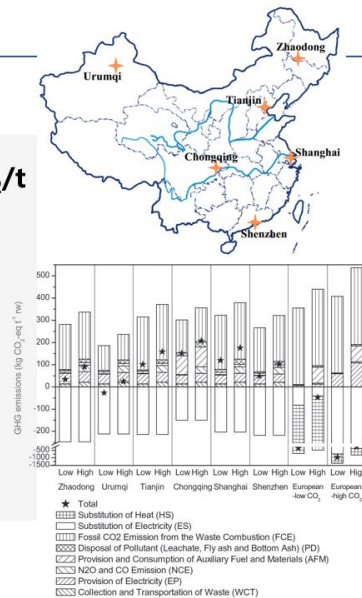 Zhaodong
Urumqi
Tianjin
Chongqing
Shanghai
Shenzhen
/t
GHG emissions (kg CO2-eq t-1 rw)
500
400
300
200
100
0
-100
-200
-500
-1000
-1500
Low High Low High Low High Low High Low High Low High Low High Low High
Zhaodong Urumqi Tianjin Chongqing Shanghai Shenzhen European European
-low CO2 -high CO2
★ Total
Substitution of Heat (HS)
Substitution of Electricity (ES)
Fossil CO2 Emission from the Waste Combustion (FCE)
Disposal of Pollutant (Leachate, Fly ash and Bottom Ash) (PD)
Provision and Consumption of Auxiliary Fuel and Materials (AFM)
N2O and CO Emission (NCE)
Provision of Electricity (EP)
Collection and Transportation of Waste (WCT)